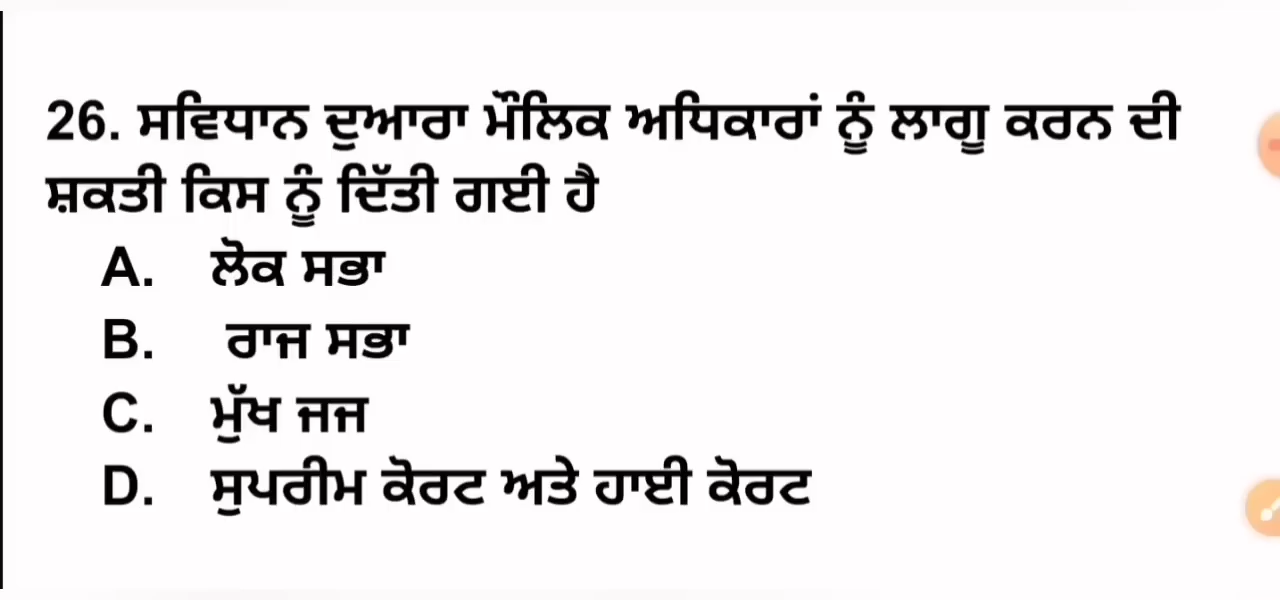 26. ਸਵਿਧਾਨ ਦੁਆਰਾ ਮੌਲਿਕ ਅਧਿਕਾਰਾਂ ਨੂੰ ਲਾਗੂ ਕਰਨ ਦੀ
ਸ਼ਕਤੀ ਕਿਸ ਨੂੰ ਦਿੱਤੀ ਗਈ ਹੈ
A. ਲੋਕ ਸਭਾ
B. ਰਾਜ ਸਭਾ
C. ਮੁੱਖ ਜਜ
D. ਸੁਪਰੀਮ ਕੋਰਟ ਅਤੇ ਹਾਈ ਕੋਰਟ